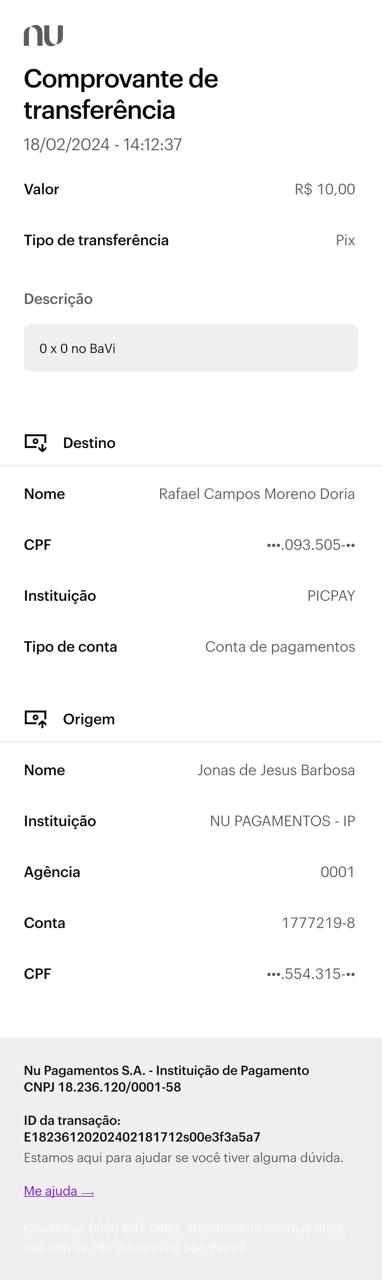 nu
Comprovante de
transferência
18/02/2024 - 14:12:37
Valor R$ 10,00
Tipo de transferência Pix
Descrição
0 x 0 no BaVi
Destino
Nome Rafael Campos Moreno Doria
CPF •••.093.505-••
Instituição PICPAY
Tipo de conta Conta de pagamentos
Origem
Nome Jonas de Jesus Barbosa
Instituição NU PAGAMENTOS - IP
Agência 0001
Conta 1777219-8
CPF •••.554.315-••
Nu Pagamentos S.A. - Instituição de Pagamento
CNPJ 18.236.120/0001-58
ID da transação:
E18236120202402181712s00e3f3a5a7
Estamos aqui para ajudar se você tiver alguma dúvida.
Me ajuda →
Ouvidoria: 0800 887 0463, atendimento em dias úteis,
das 09h às 18h (horário de São Paulo).